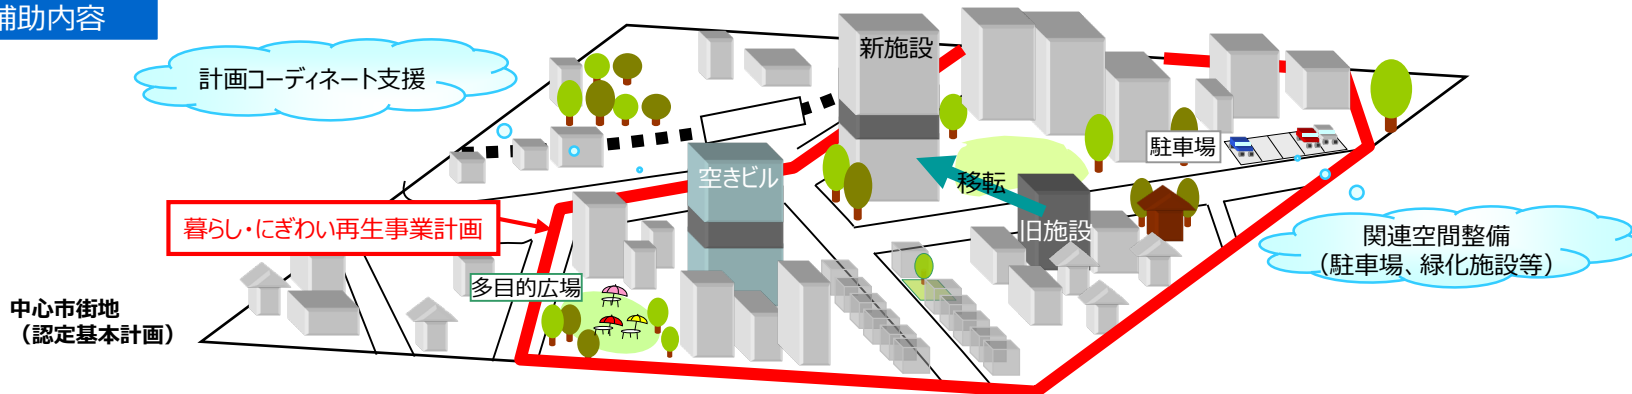 補助内容
計画コーディネート支援
新施設
駐車場
空きビル
移転
旧施設
暮らし・にぎわい再生事業計画
関連空間整備
（駐車場、緑化施設等）
多目的広場
中心市街地
（認定基本計画）